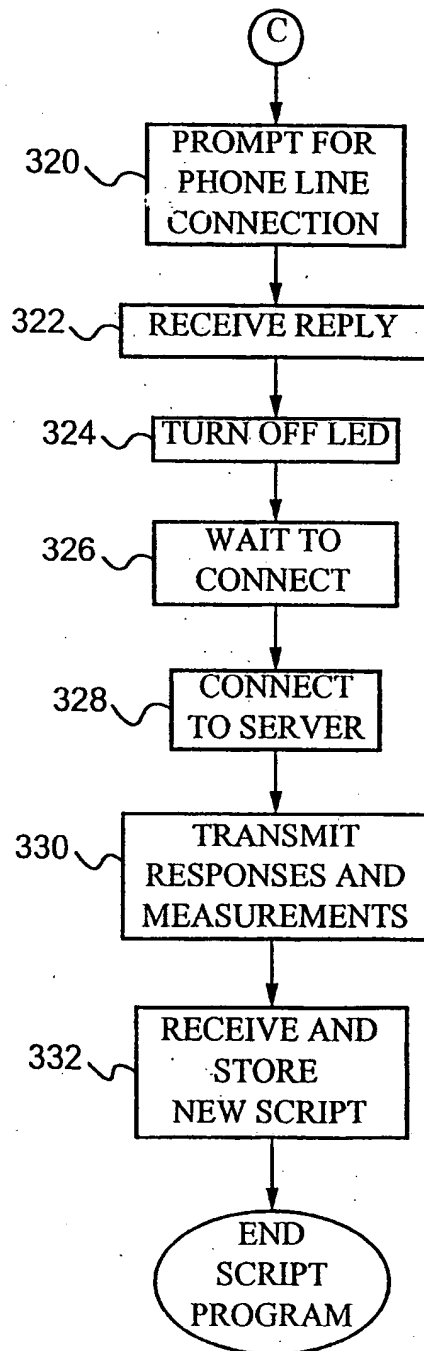 C
320
PROMPT FOR
PHONE LINE
CONNECTION
322
RECEIVE REPLY
324
TURN OFF LED
326
WAIT TO
CONNECT
328
CONNECT
TO SERVER
330
TRANSMIT
RESPONSES AND
MEASUREMENTS
332
RECEIVE AND
STORE
NEW SCRIPT
END
SCRIPT
PROGRAM